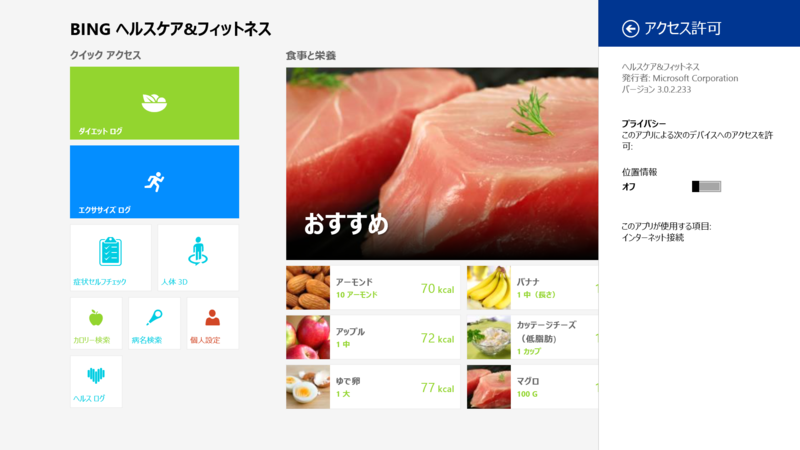 BING ヘルスケア&フィットネス
クイック アクセス
ダイエット ログ
エクササイズ ログ
症状セルフチェック
人体 3D
カロリー検索
病名検索
個人設定
ヘルス ログ
食事と栄養
おすすめ
アーモンド
10 アーモンド
70 kcal
バナナ
1 中（長さ）
アップル
1 中
72 kcal
カッテージチーズ
（低脂肪）
1 カップ
ゆで卵
1 大
77 kcal
マグロ
100 G
アクセス許可
ヘルスケア&フィットネス
発行者: Microsoft Corporation
バージョン 3.0.2.233
プライバシー
このアプリによる次のデバイスへのアクセスを許
可:
位置情報
オフ
このアプリが使用する項目:
インターネット接続